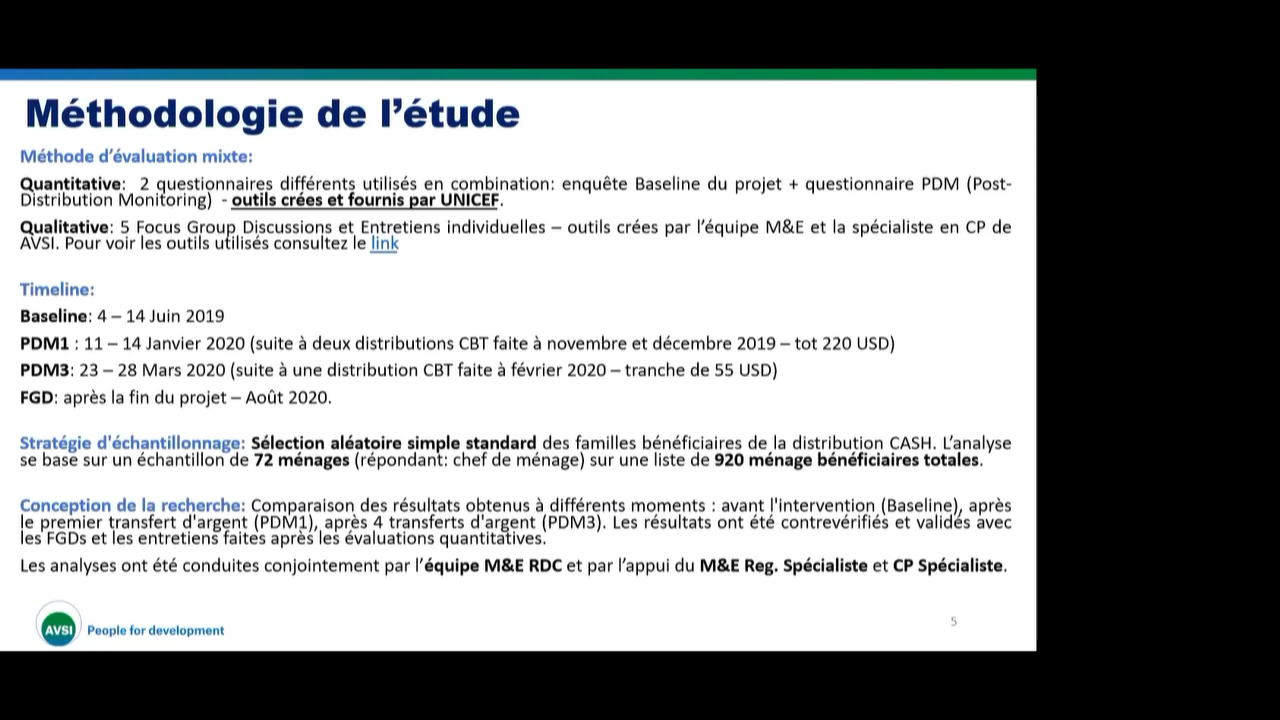 Méthodologie de l’étude
Méthode d’évaluation mixte:
Quantitative: 2 questionnaires différents utilisés en combination: enquête Baseline du projet + questionnaire PDM (Post-
Distribution Monitoring) - outils crées et fournis par UNICEF.
Qualitative: 5 Focus Group Discussions et Entretiens individuelles – outils crées par l’équipe M&E et la spécialiste en CP de
AVSI. Pour voir les outils utilisés consultez le link
Timeline:
Baseline: 4 – 14 Juin 2019
PDM1 : 11 – 14 Janvier 2020 (suite à deux distributions CBT faite à novembre et décembre 2019 – tot 220 USD)
PDM3: 23 – 28 Mars 2020 (suite à une distribution CBT faite à février 2020 – tranche de 55 USD)
FGD: après la fin du projet – Août 2020.
Stratégie d'échantillonnage: Sélection aléatoire simple standard des familles bénéficiaires de la distribution CASH. L’analyse
se base sur un échantillon de 72 ménages (répondant: chef de ménage) sur une liste de 920 ménage bénéficiaires totales.
Conception de la recherche: Comparaison des résultats obtenus à différents moments : avant l'intervention (Baseline), après
le premier transfert d'argent (PDM1), après 4 transferts d'argent (PDM3). Les résultats ont été contrevérifiés et validés avec
les FGDs et les entretiens faites après les évaluations quantitatives.
Les analyses ont été conduites conjointement par l’équipe M&E RDC et par l’appui du M&E Reg. Spécialiste et CP Spécialiste.
AVSI People for development
5